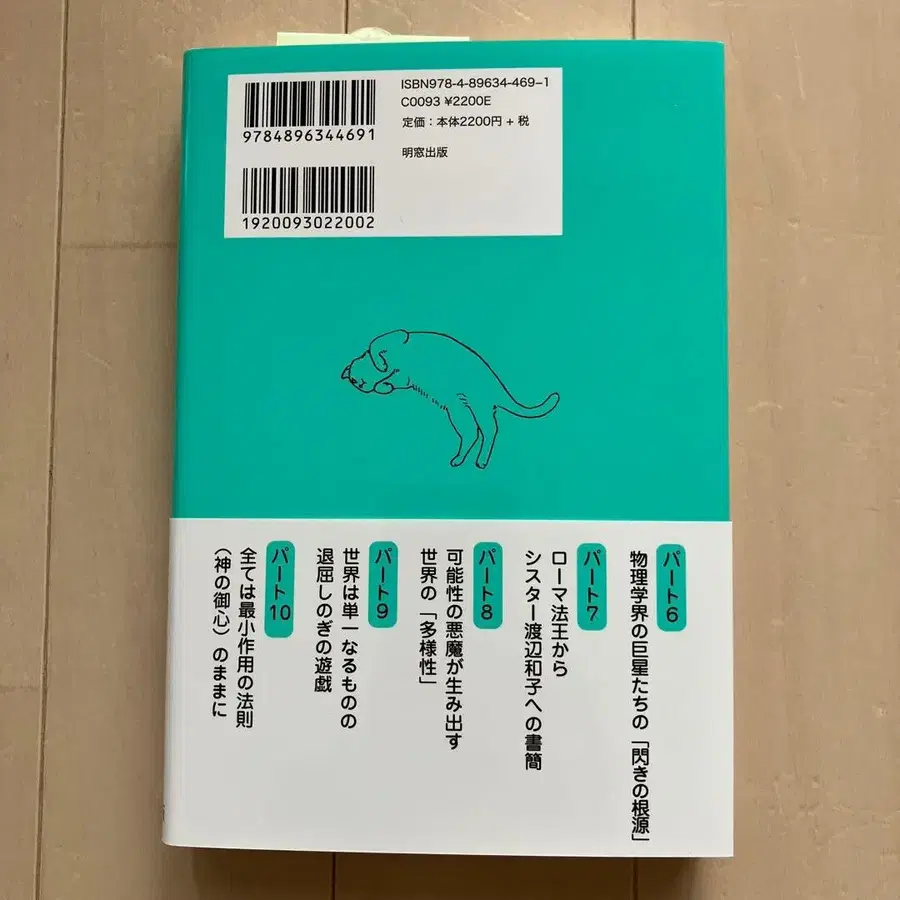 ISBN978-4-89634-469-1
C0093 ¥2200E
定価：本体2200円＋税
明窓出版
9784896344691
1920093022002
パート6
物理学界の巨星たちの「閃きの根源」
パート7
ローマ法王から
シスター渡辺和子への書簡
パート8
可能性の悪魔が生み出す
世界の「多様性」
パート9
世界は単一なるものの
退屈しのぎの遊戯
パート10
全ては最小作用の法則
（神の御心）のままに